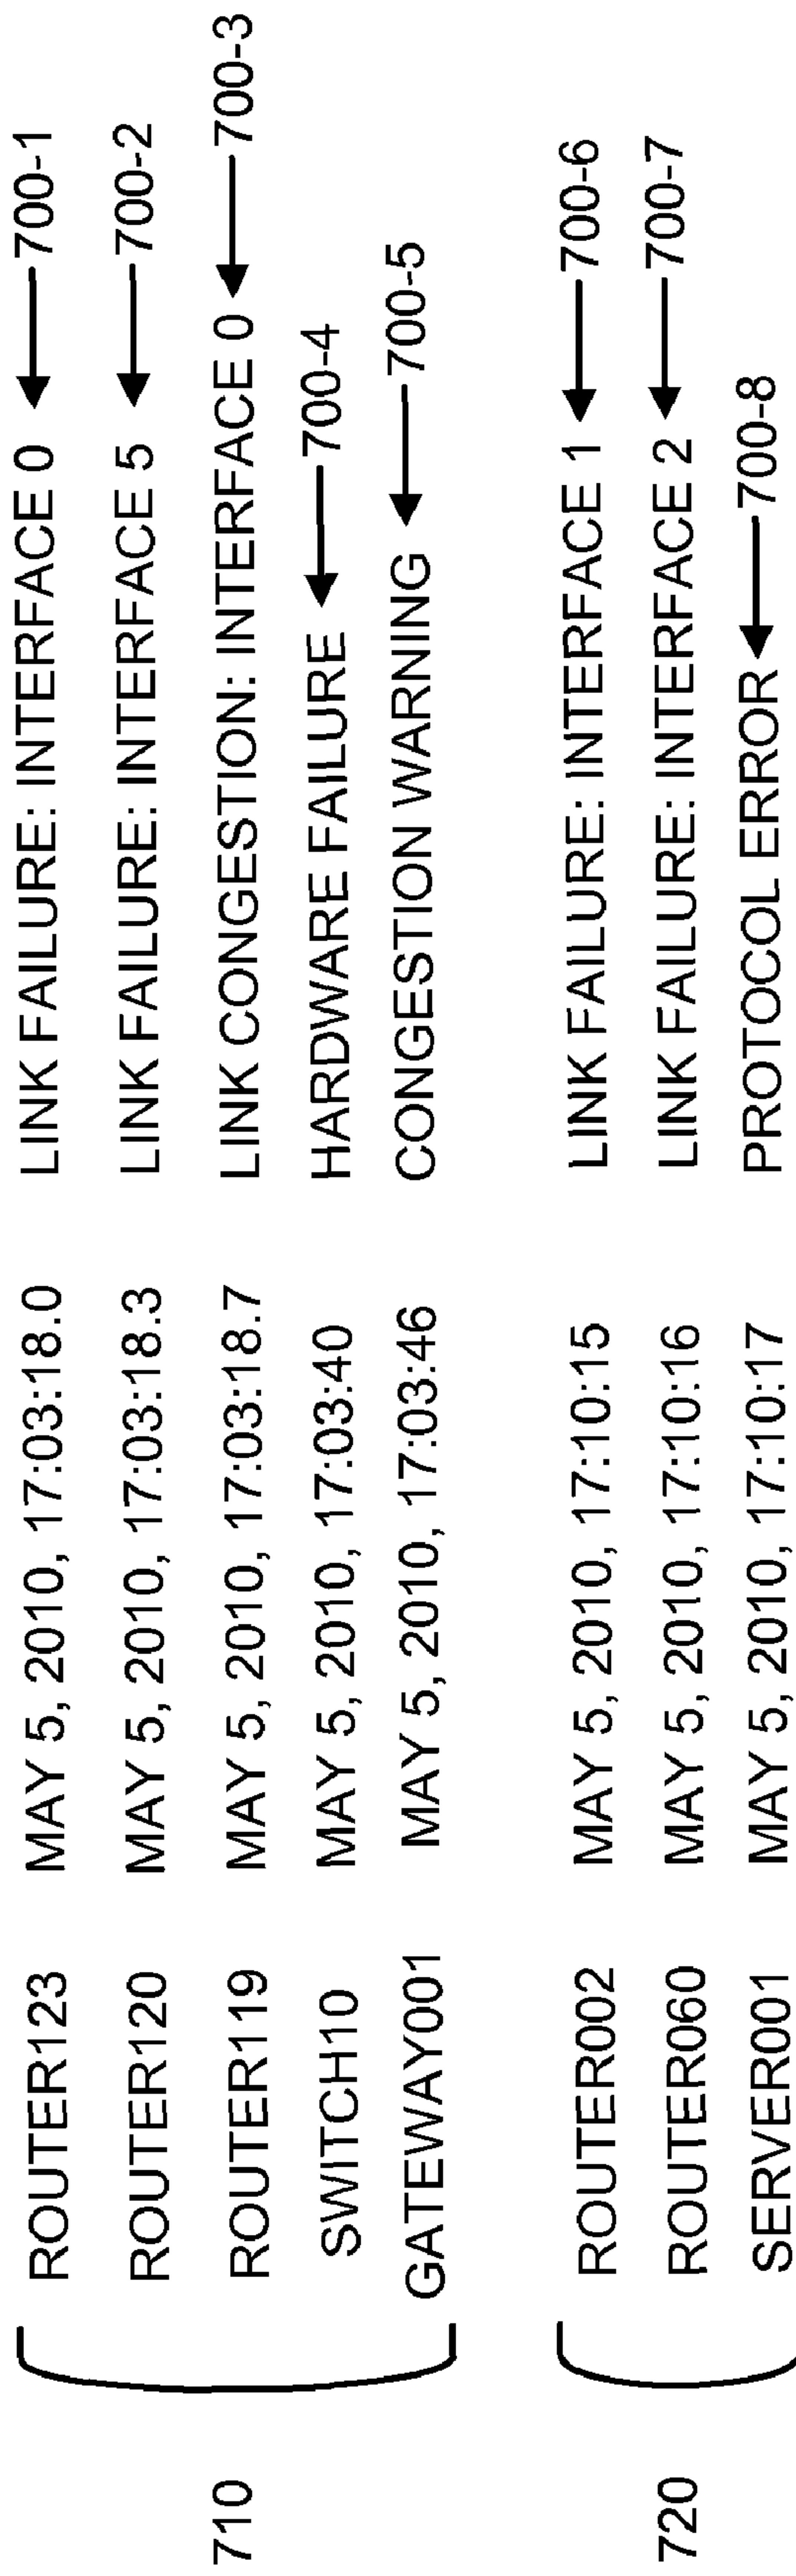 710
ROUTER123 MAY 5, 2010, 17:03:18.0 LINK FAILURE: INTERFACE 0 700-1
ROUTER120 MAY 5, 2010, 17:03:18.3 LINK FAILURE: INTERFACE 5 700-2
ROUTER119 MAY 5, 2010, 17:03:18.7 LINK CONGESTION: INTERFACE 0 700-3
SWITCH10 MAY 5, 2010, 17:03:40 HARDWARE FAILURE 700-4
GATEWAY001 MAY 5, 2010, 17:03:46 CONGESTION WARNING 700-5
720
ROUTER002 MAY 5, 2010, 17:10:15 LINK FAILURE: INTERFACE 1 700-6
ROUTER060 MAY 5, 2010, 17:10:16 LINK FAILURE: INTERFACE 2 700-7
SERVER001 MAY 5, 2010, 17:10:17 PROTOCOL ERROR 700-8